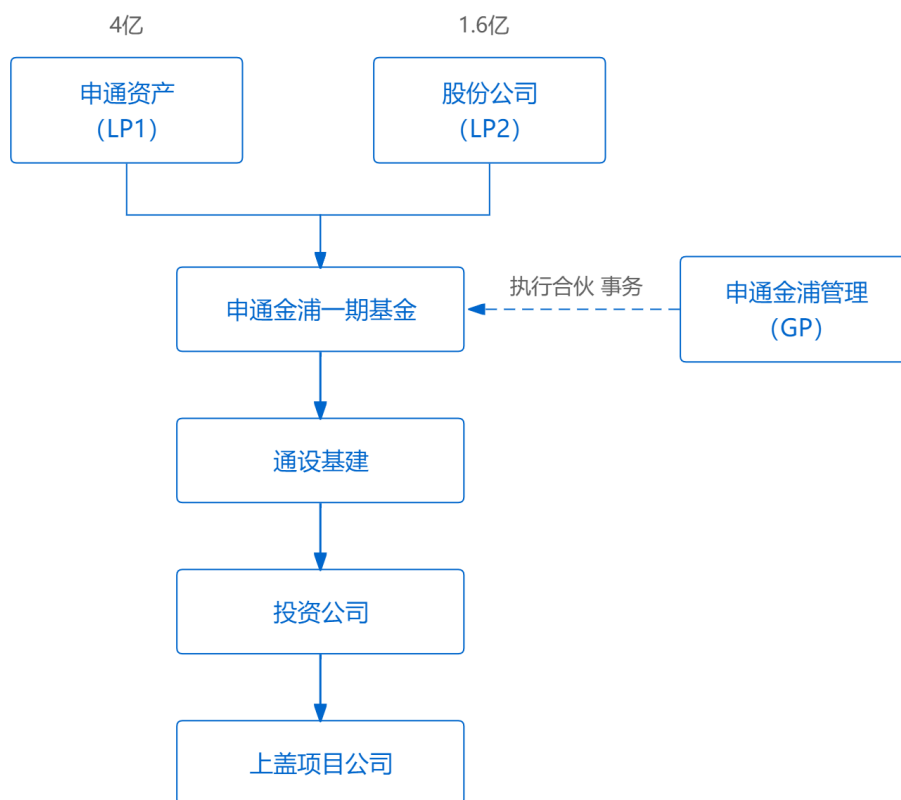 4亿
1.6亿
申通资产
（LP1）
股份公司
（LP2）
申通金浦一期基金
执行合伙 事务
申通金浦管理
（GP）
通设基建
投资公司
上盖项目公司